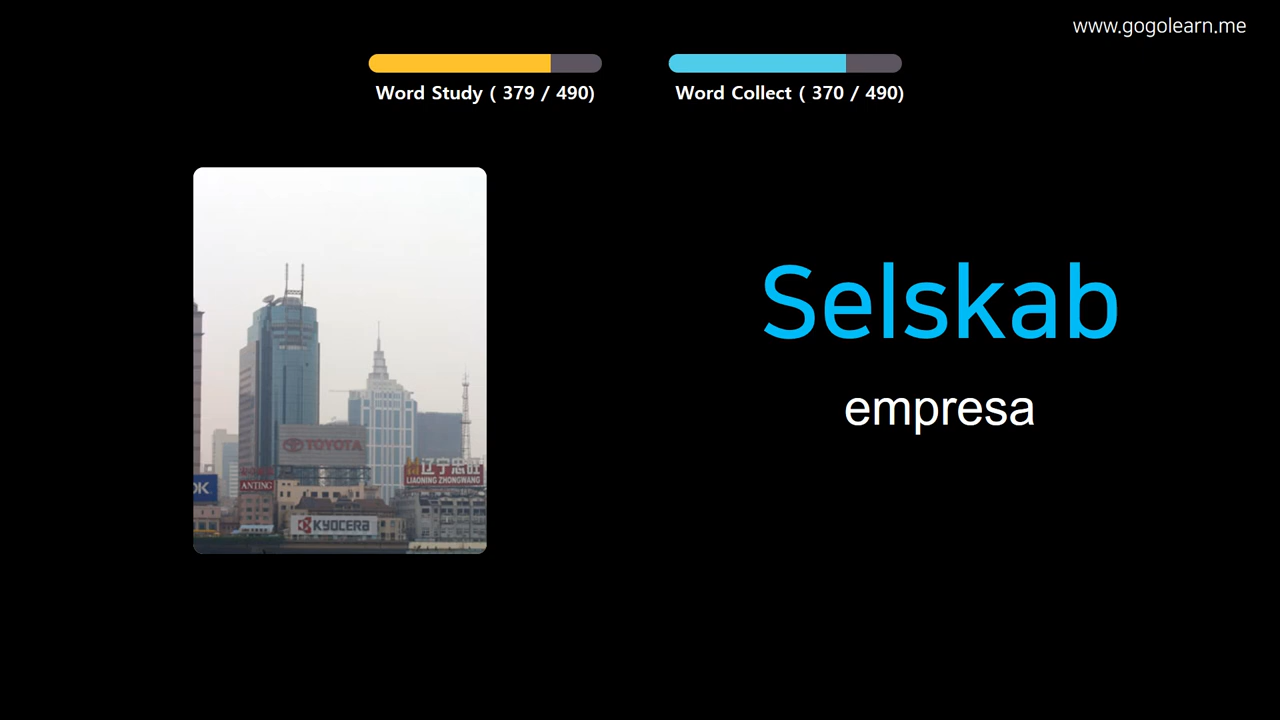 www.gogolearn.me
Word Study ( 379 / 490)
Word Collect ( 370 / 490)
Selskab
empresa
TOYOTA
辽宁忠旺
LIAONING ZHONGWANG
OK
ANTING
KYOCERA